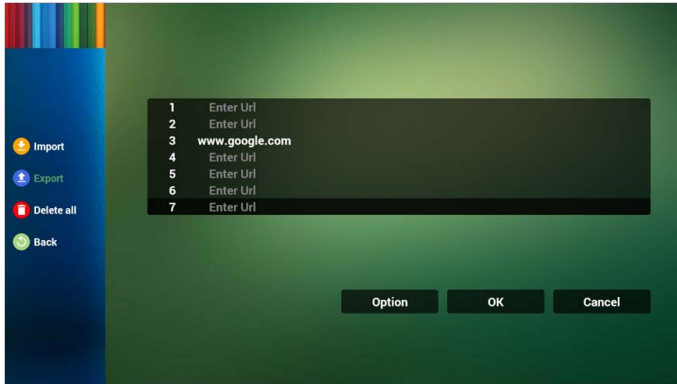 Import
Export
Delete all
Back
1 Enter Url
2 Enter Url
3 www.google.com
4 Enter Url
5 Enter Url
6 Enter Url
7 Enter Url
Option OK Cancel